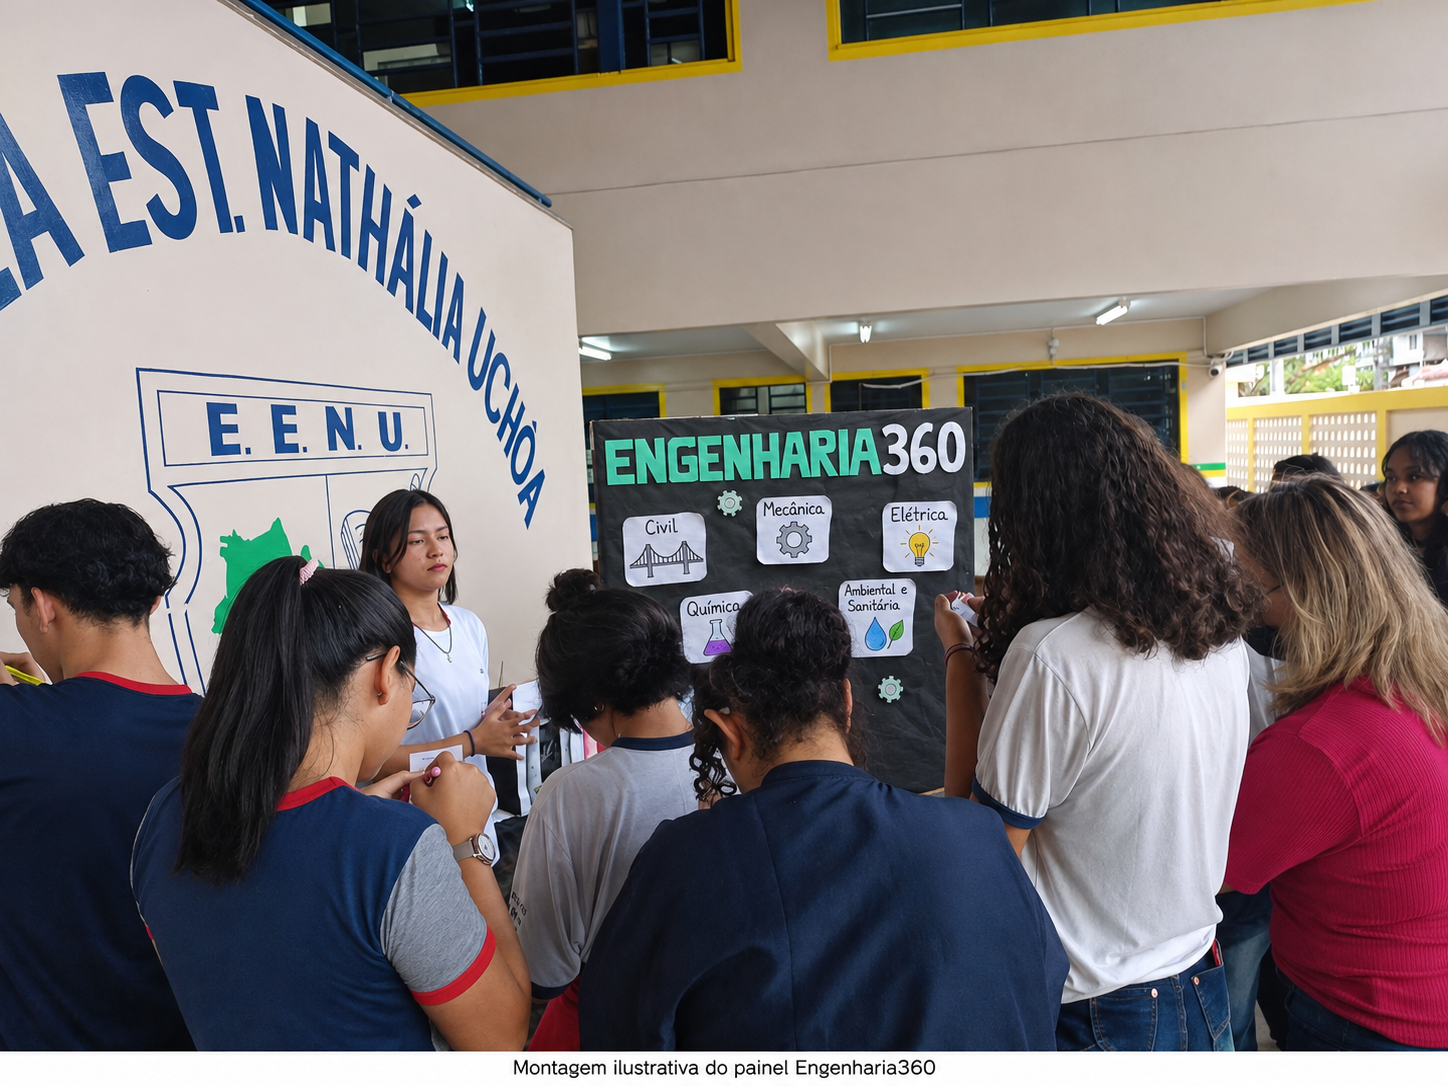 A EST. NATHÁLIA UCHÔA
E. E. N. U.
ENGENHARIA360
Civil
Mecânica
Elétrica
Química
Ambiental e
Sanitária
Montagem ilustrativa do painel Engenharia360